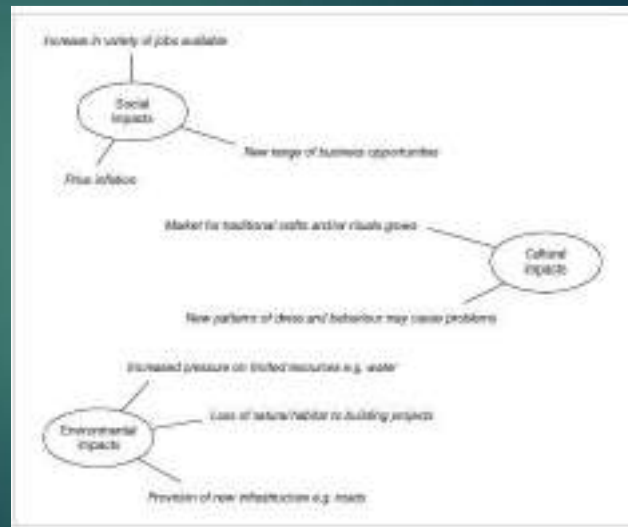 Increase in variety of jobs available
Social
impacts
New range of business opportunities
Price inflation
Market for traditional crafts and/or rituals grows
Cultural
impacts
New patterns of dress and behaviour may cause problems
Increased pressure on limited resources e.g. water
Loss of natural habitat to building projects
Environmental
impacts
Provision of new infrastructure e.g. roads